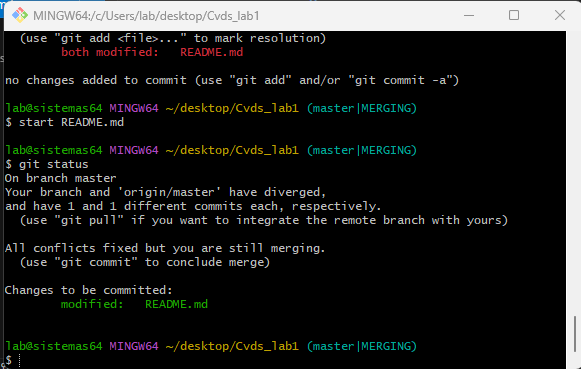 MINGW64:/c/Users/lab/desktop/Cvds_lab1
(use "git add <file>..." to mark resolution)
both modified:   README.md
no changes added to commit (use "git add" and/or "git commit -a")
lab@sistemas64 MINGW64 ~/desktop/Cvds_lab1 (master|MERGING)
$ start README.md
lab@sistemas64 MINGW64 ~/desktop/Cvds_lab1 (master|MERGING)
$ git status
On branch master
Your branch and 'origin/master' have diverged,
and have 1 and 1 different commits each, respectively.
(use "git pull" if you want to integrate the remote branch with yours)
All conflicts fixed but you are still merging.
(use "git commit" to conclude merge)
Changes to be committed:
modified:   README.md
lab@sistemas64 MINGW64 ~/desktop/Cvds_lab1 (master|MERGING)
$